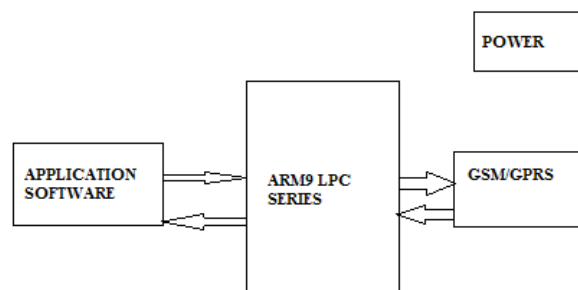 POWER
APPLICATION
SOFTWARE
ARM9 LPC
SERIES
GSM/GPRS